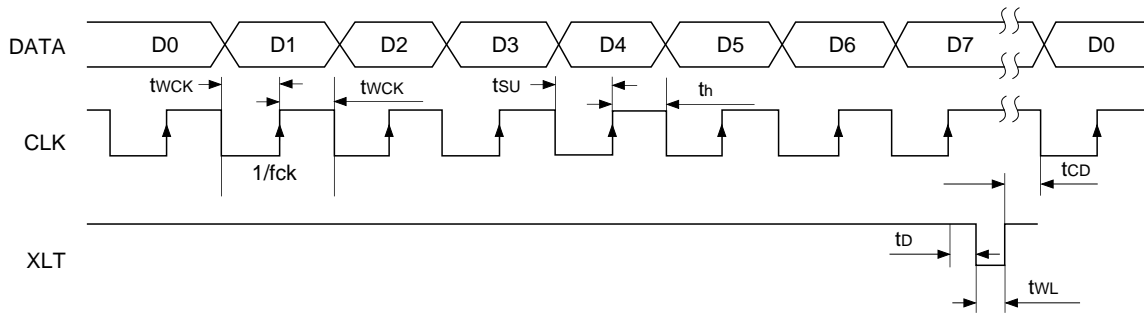 DATA D0 D1 D2 D3 D4 D5 D6 D7 D0
tWCK tWCK tSU th
CLK
1/fck tCD
XLT tD
tWL